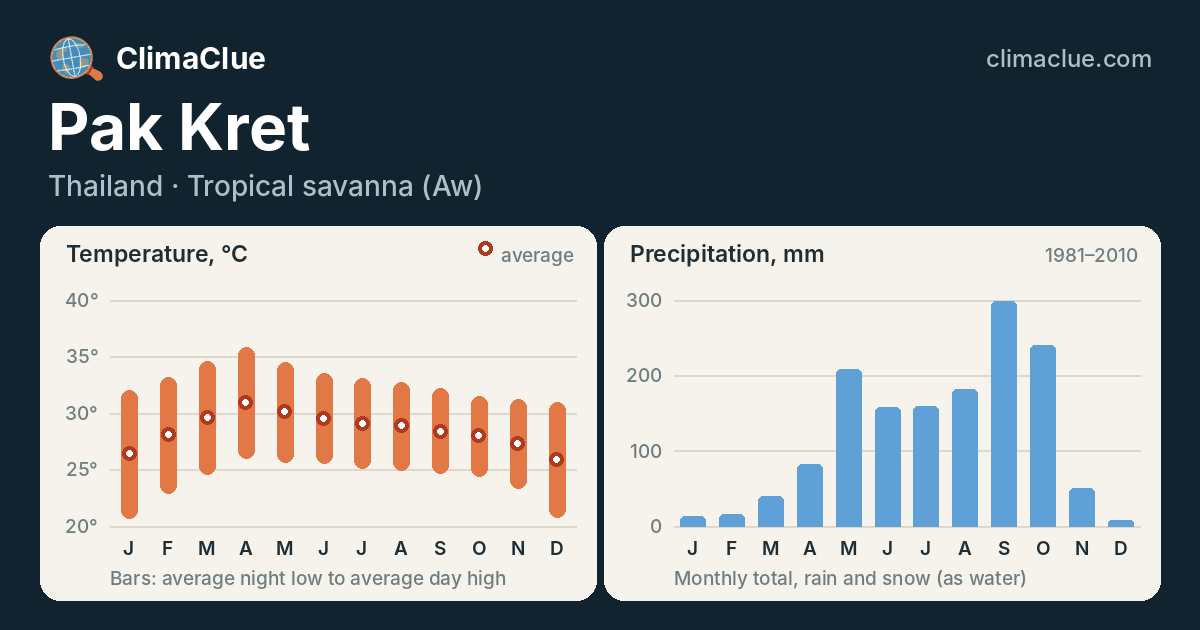 ClimaClue
climaclue.com
Pak Kret
Thailand · Tropical savanna (Aw)
Temperature, °C
average
40°
35°
30°
25°
20°
J F M A M J J A S O N D
Bars: average night low to average day high
Precipitation, mm
1981–2010
300
200
100
0
J F M A M J J A S O N D
Monthly total, rain and snow (as water)